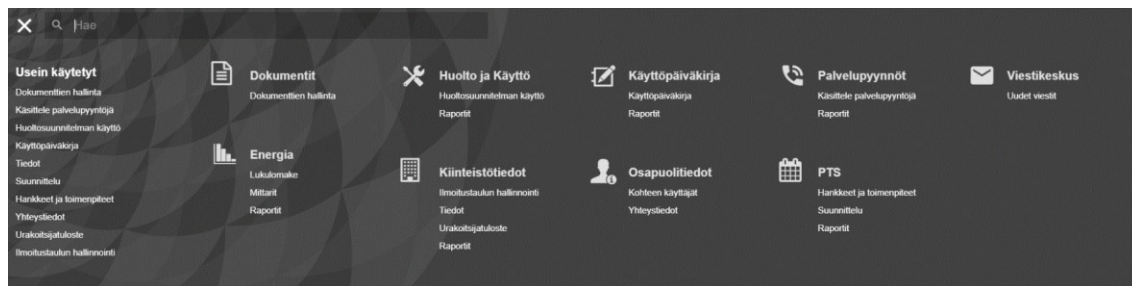 Hae
Usein käytetyt
Dokumenttien hallinta
Käsittele palvelupyyntöjä
Huoltosuunnitelman käyttö
Käyttöpäiväkirja
Tiedot
Suunnittelu
Hankkeet ja toimenpiteet
Yhteystiedot
Urakoitsijatuloste
Ilmoitustaulun hallinnointi
Dokumentit
Dokumenttien hallinta
Energia
Lukulomake
Mittarit
Raportit
Huolto ja Käyttö
Huoltosuunnitelman käyttö
Raportit
Kiinteistötiedot
Ilmoitustaulun hallinnointi
Tiedot
Urakoitsijatuloste
Raportit
Käyttöpäiväkirja
Käyttöpäiväkirja
Raportit
Osapuolitiedot
Kohteen käyttäjät
Yhteystiedot
Palvelupyynnöt
Käsittele palvelupyyntöjä
Raportit
PTS
Hankkeet ja toimenpiteet
Suunnittelu
Raportit
Viestikeskus
Uudet viestit